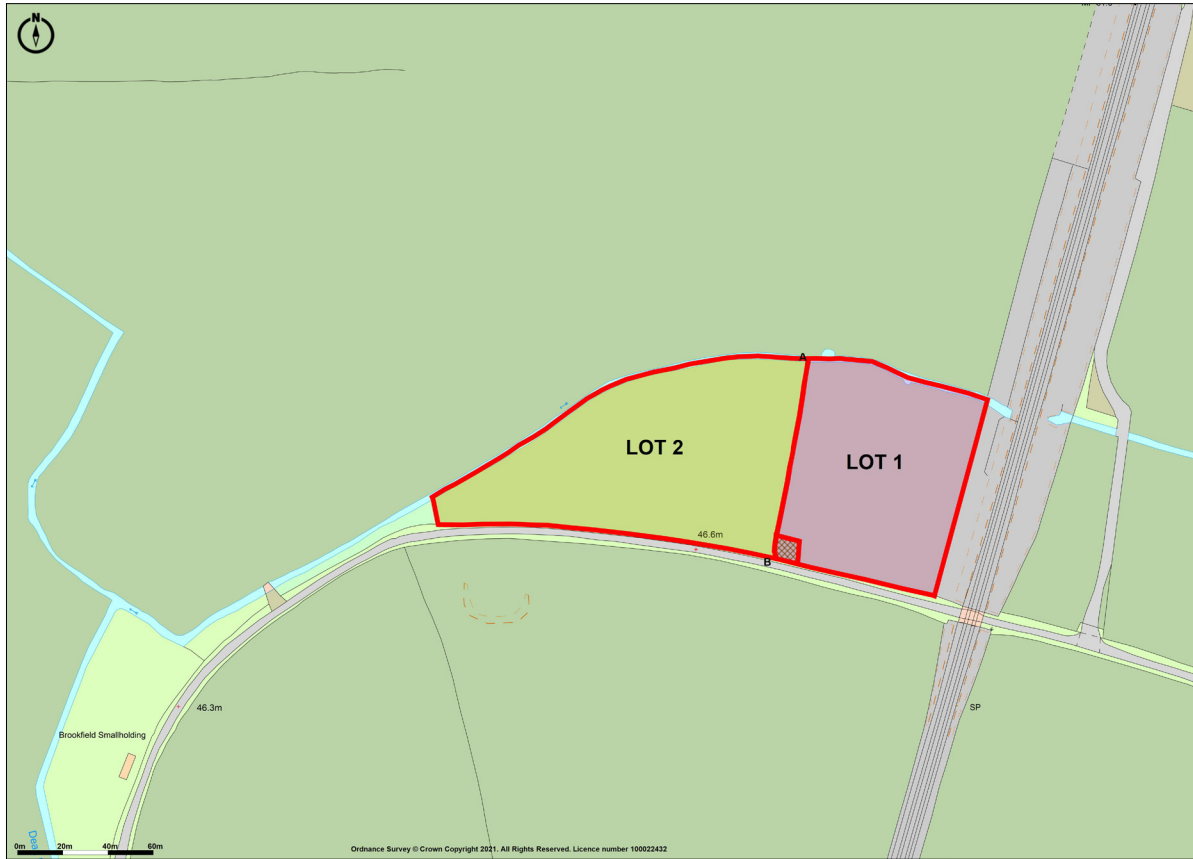 N
A
LOT 2
LOT 1
46.6m
B
46.3m
SP
Brookfield Smallholding
0m 20m 40m 60m
Ordnance Survey © Crown Copyright 2021. All Rights Reserved. Licence number 100022432